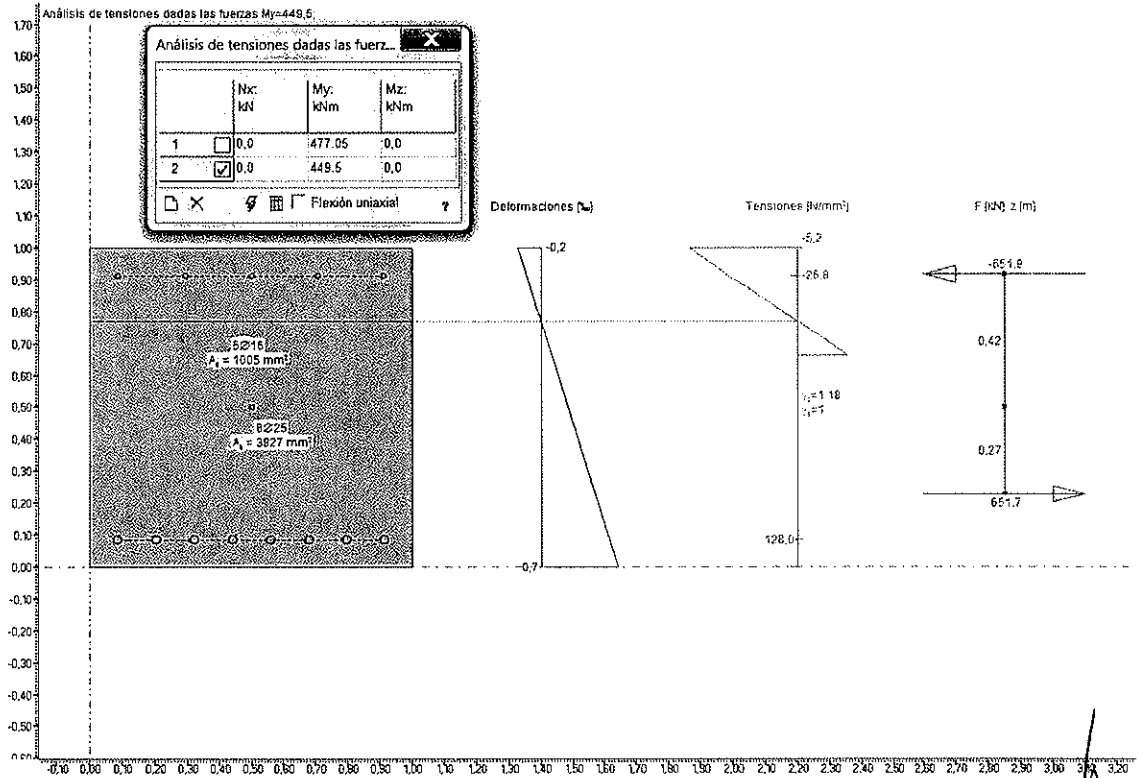 Análisis de tensiones dadas las fuerzas My=449,5
Análisis de tensiones dadas las fuerz...
Nx: My: Mz:
kN kNm kNm
1 0,0 477.05 0,0
2 0,0 449.5 0,0
Flexión uniaxial ?
Deformaciones [‰]
Tensiones [N/mm²]
F [kN] z [m]
-0,2
-5,2
-26,8
-651,9
0,42
5∅16
= 1005 mm²
8∅25
= 3927 mm²
=1.18
0,27
651,7
128,0
-0,7
1,70
1,60
1,50
1,40
1,30
1,20
1,10
1,00
0,90
0,80
0,70
0,60
0,50
0,40
0,30
0,20
0,10
0,00
-0,10
-0,20
-0,30
-0,40
-0,50
-0,60
-0,10 0,00 0,10 0,20 0,30 0,40 0,50 0,60 0,70 0,80 0,90 1,00 1,10 1,20 1,30 1,40 1,50 1,60 1,70 1,80 1,90 2,00 2,10 2,20 2,30 2,40 2,50 2,60 2,70 2,80 2,90 3,00 3,20